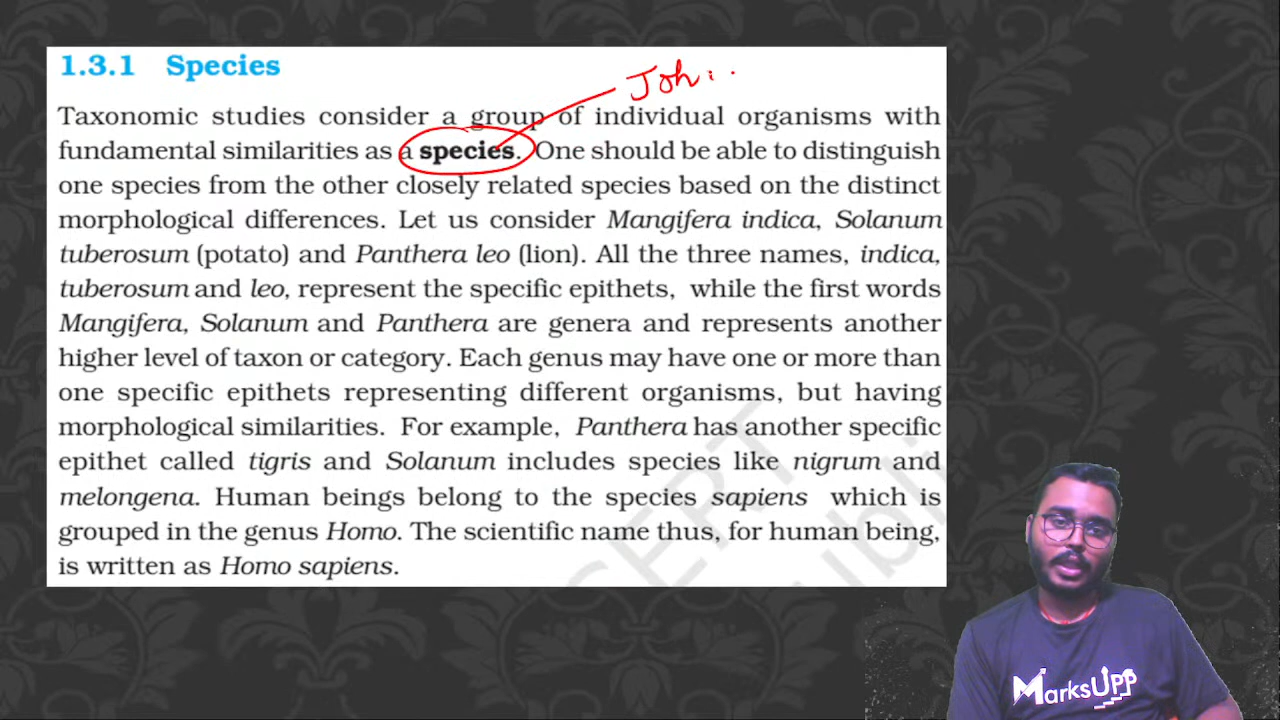 1.3.1 Species
Joh..
Taxonomic studies consider a group of individual organisms with
fundamental similarities as a species. One should be able to distinguish
one species from the other closely related species based on the distinct
morphological differences. Let us consider Mangifera indica, Solanum
tuberosum (potato) and Panthera leo (lion). All the three names, indica,
tuberosum and leo, represent the specific epithets, while the first words
Mangifera, Solanum and Panthera are genera and represents another
higher level of taxon or category. Each genus may have one or more than
one specific epithets representing different organisms, but having
morphological similarities. For example, Panthera has another specific
epithet called tigris and Solanum includes species like nigrum and
melongena. Human beings belong to the species sapiens which is
grouped in the genus Homo. The scientific name thus, for human being,
is written as Homo sapiens.
MarksUPP